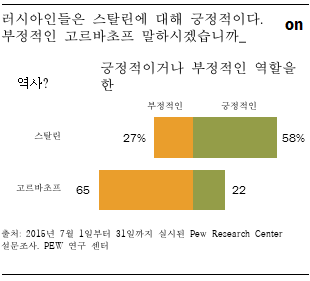 러시아인들은 스탈린에 대해 긍정적이다.
부정적인 고르바초프 말하시겠습니까_
on
긍정적이거나 부정적인 역할을
역사?
한
부정적인 긍정적인
스탈린 27% 58%
고르바초프 65 22
출처: 2015년 7월 1일부터 31일까지 실시된 Pew Research Center
설문조사. PEW 연구 센터